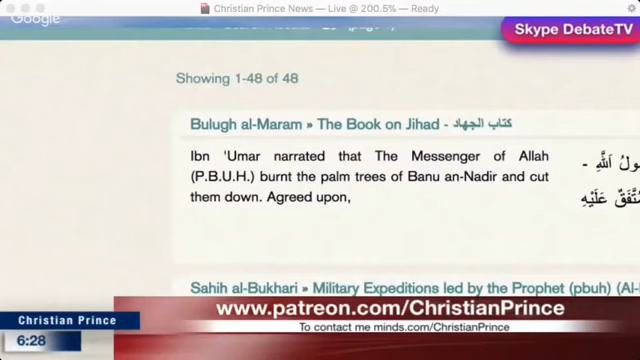 Christian Prince News — Live @ 200.5% — Ready
Google
Skype DebateTV
Showing 1-48 of 48
Bulugh al-Maram » The Book on Jihad - كتاب الجهاد
Ibn 'Umar narrated that The Messenger of Allah
(P.B.U.H.) burnt the palm trees of Banu an-Nadir and cut
them down. Agreed upon,
اَللَّهِ -
عَلَيْهِ
Sahih al-Bukhari » Military Expeditions led by the Prophet (pbuh) (Al-
www.patreon.com/ChristianPrince
To contact me minds.com/ChristianPrince
Christian Prince
6:28